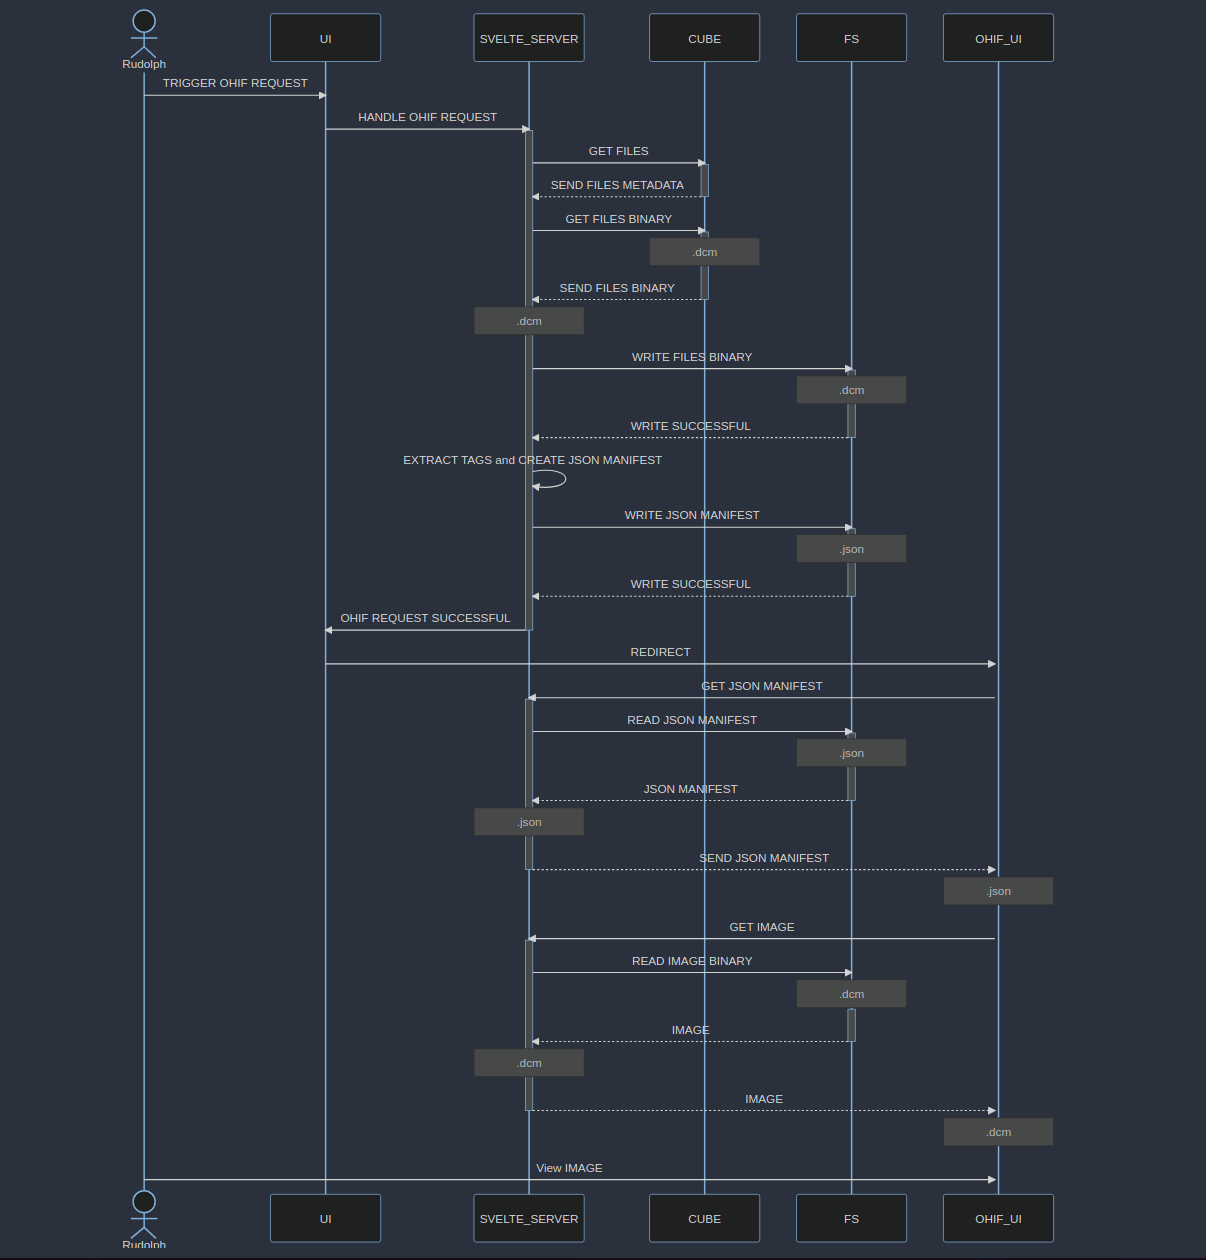 Rudolph
UI
SVELTE_SERVER
CUBE
FS
OHIF_UI
TRIGGER OHIF REQUEST
HANDLE OHIF REQUEST
GET FILES
SEND FILES METADATA
GET FILES BINARY
.dcm
SEND FILES BINARY
.dcm
WRITE FILES BINARY
.dcm
WRITE SUCCESSFUL
EXTRACT TAGS and CREATE JSON MANIFEST
WRITE JSON MANIFEST
.json
WRITE SUCCESSFUL
OHIF REQUEST SUCCESSFUL
REDIRECT
GET JSON MANIFEST
READ JSON MANIFEST
.json
JSON MANIFEST
.json
SEND JSON MANIFEST
.json
GET IMAGE
READ IMAGE BINARY
.dcm
IMAGE
.dcm
IMAGE
.dcm
View IMAGE
Rudolph
UI
SVELTE_SERVER
CUBE
FS
OHIF_UI